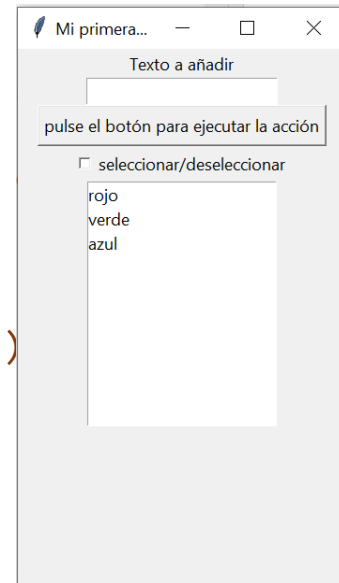 Mi primera...
Texto a añadir
pulse el botón para ejecutar la acción
seleccionar/deseleccionar
rojo
verde
azul
)